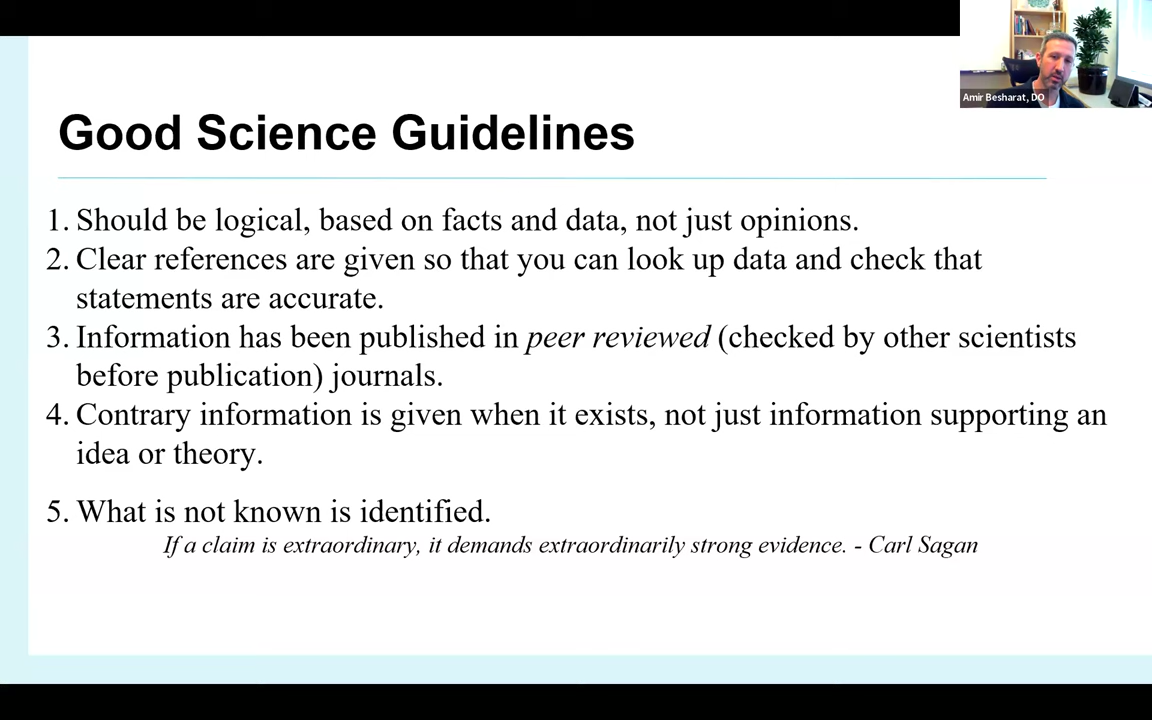 Amir Besharat, DO
Good Science Guidelines
1. Should be logical, based on facts and data, not just opinions.
2. Clear references are given so that you can look up data and check that
statements are accurate.
3. Information has been published in peer reviewed (checked by other scientists
before publication) journals.
4. Contrary information is given when it exists, not just information supporting an
idea or theory.
5. What is not known is identified.
If a claim is extraordinary, it demands extraordinarily strong evidence. - Carl Sagan